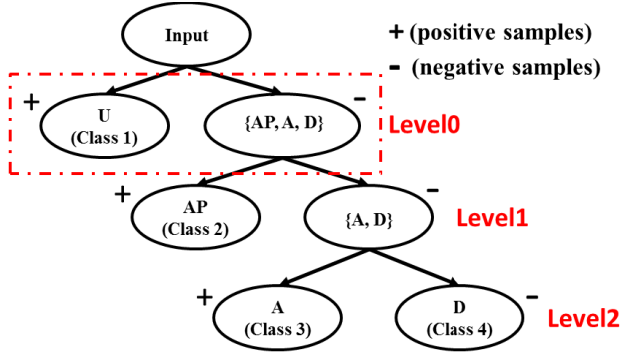 Input
+ (positive samples)
- (negative samples)
+
U
(Class 1)
{AP, A, D}
-
Level0
+
AP
(Class 2)
{A, D}
-
Level1
+
A
(Class 3)
D
(Class 4)
-
Level2